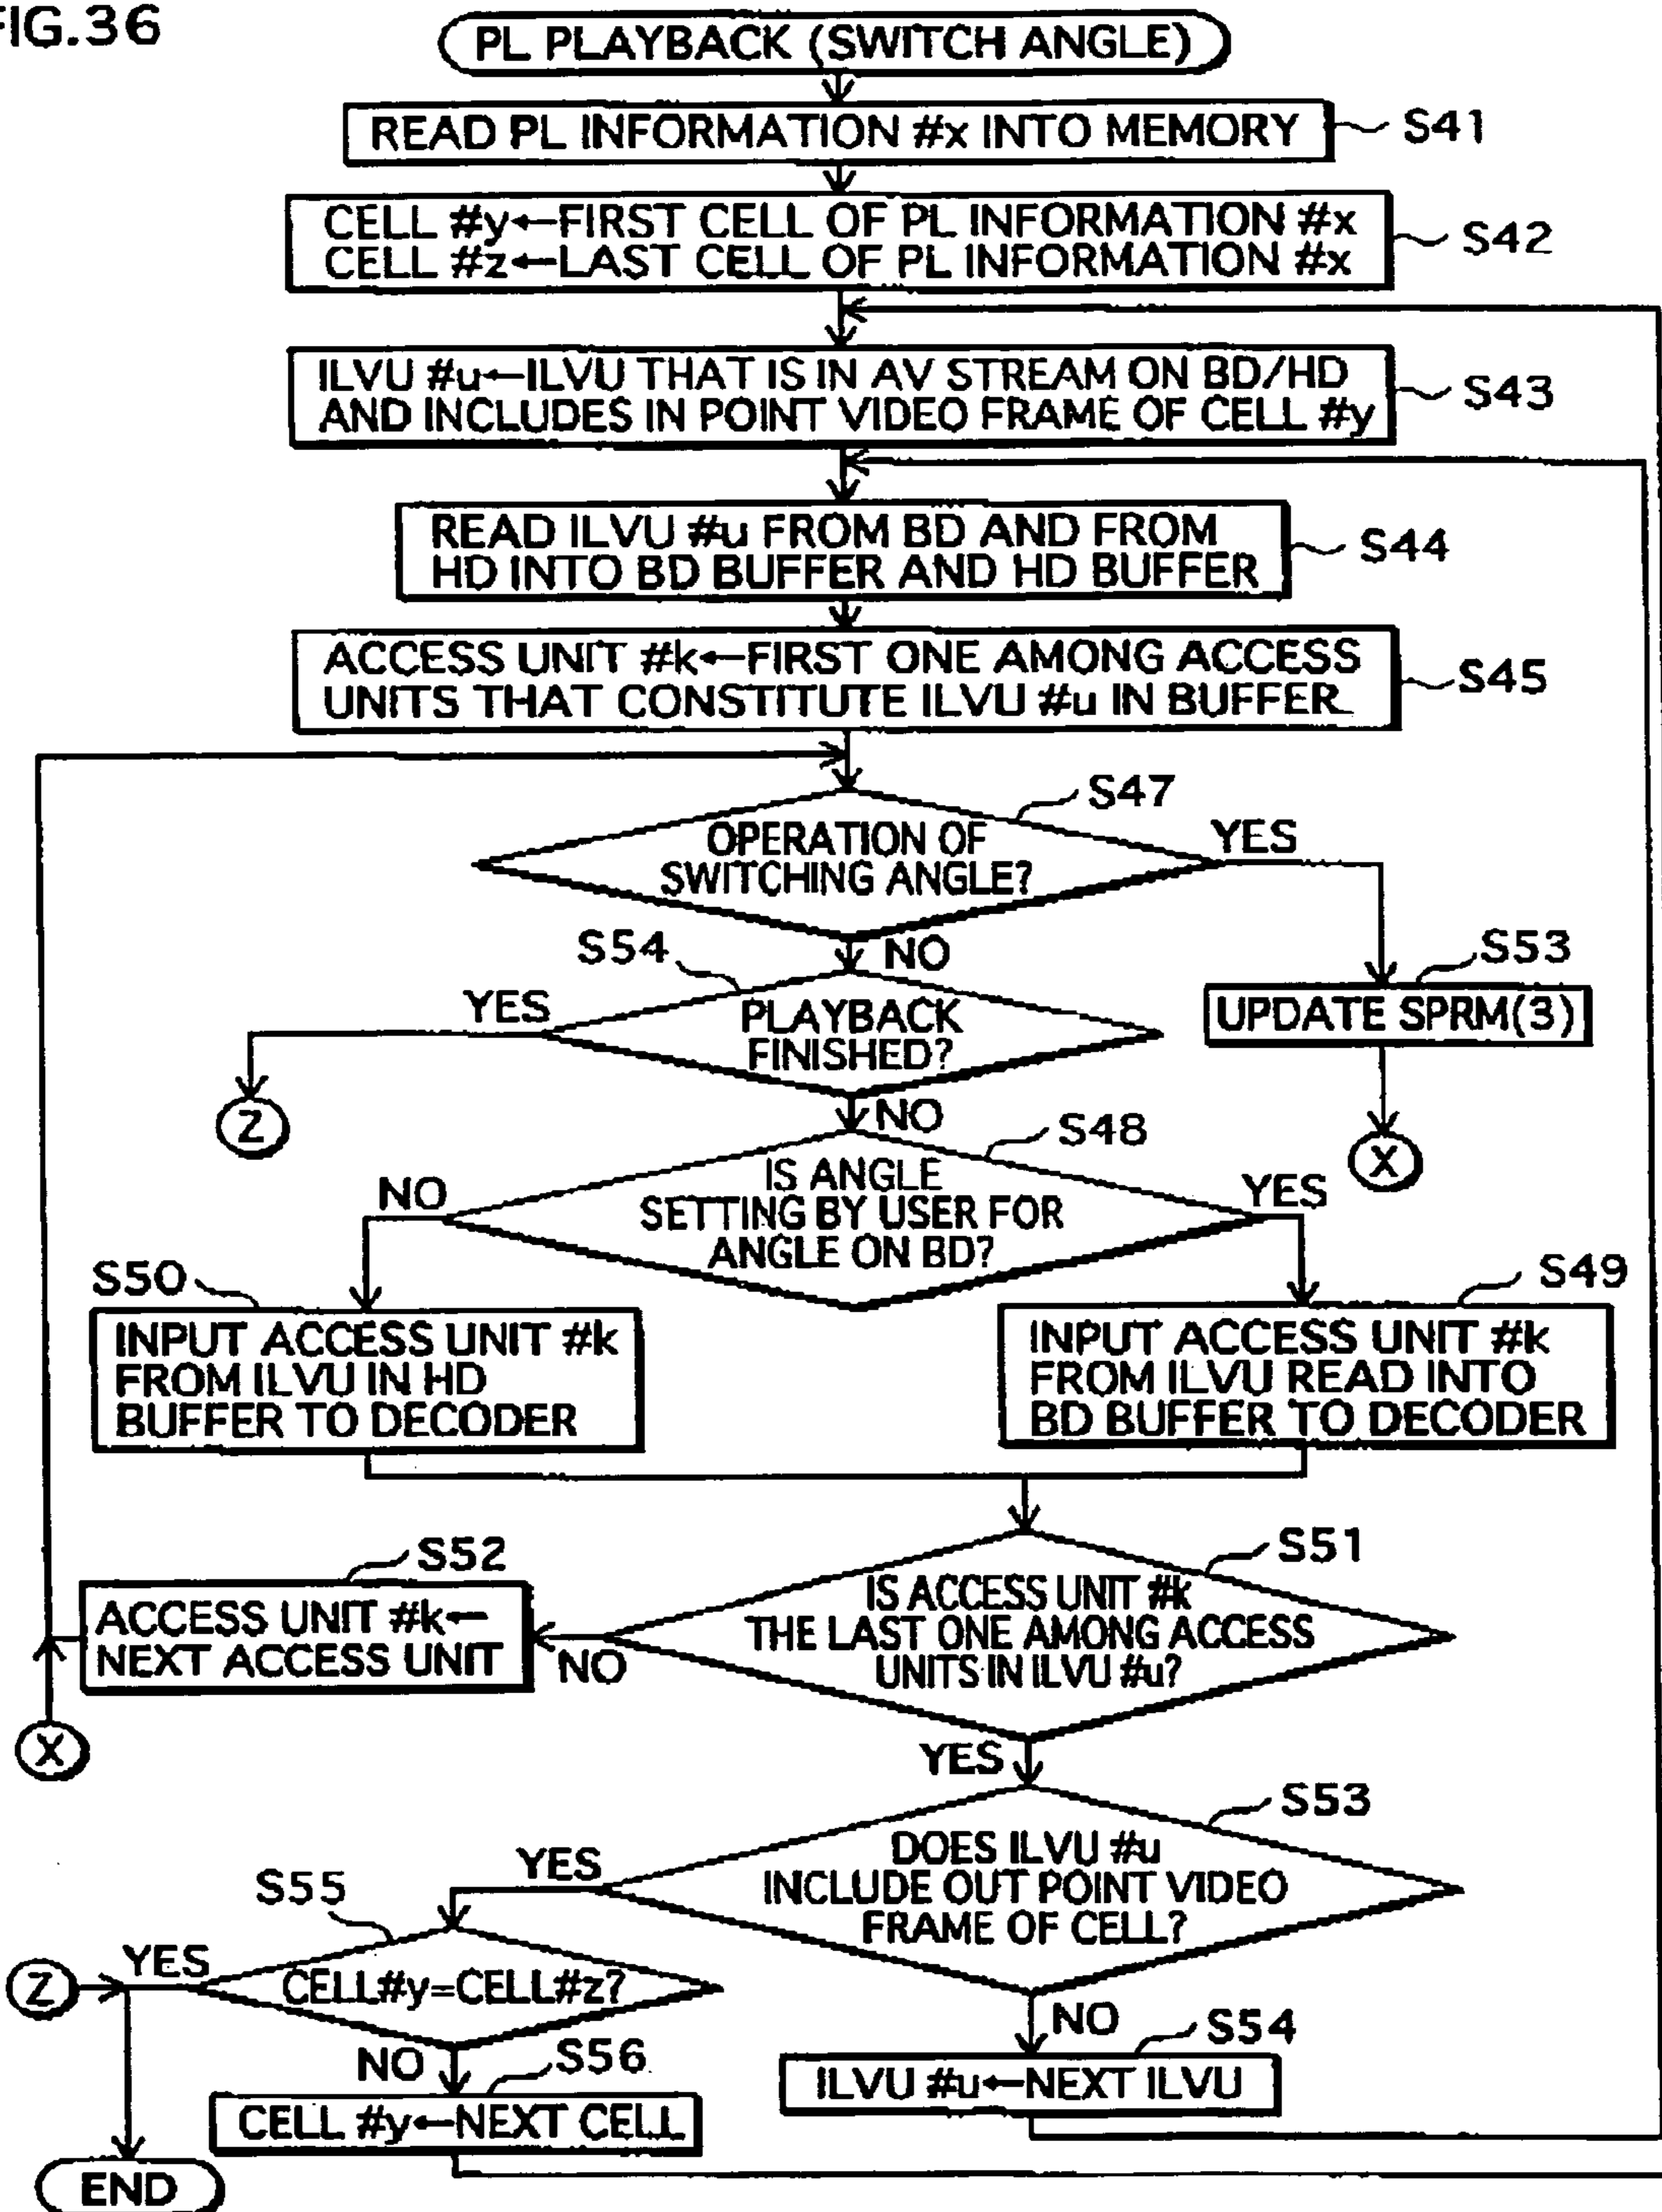 FIG.36
PL PLAYBACK (SWITCH ANGLE)
READ PL INFORMATION #x INTO MEMORY
S41
CELL #y←FIRST CELL OF PL INFORMATION #x
CELL #z←LAST CELL OF PL INFORMATION #x
S42
ILVU #u←ILVU THAT IS IN AV STREAM ON BD/HD
AND INCLUDES IN POINT VIDEO FRAME OF CELL #y
S43
READ ILVU #u FROM BD AND FROM
HD INTO BD BUFFER AND HD BUFFER
S44
ACCESS UNIT #k←FIRST ONE AMONG ACCESS
UNITS THAT CONSTITUTE ILVU #u IN BUFFER
S45
S47
OPERATION OF
SWITCHING ANGLE?
YES
NO
S53
UPDATE SPRM(3)
X
S54
PLAYBACK
FINISHED?
YES
Z
NO
S48
IS ANGLE
SETTING BY USER FOR
ANGLE ON BD?
NO
YES
S50
INPUT ACCESS UNIT #k
FROM ILVU IN HD
BUFFER TO DECODER
S49
INPUT ACCESS UNIT #k
FROM ILVU READ INTO
BD BUFFER TO DECODER
S51
IS ACCESS UNIT #k
THE LAST ONE AMONG ACCESS
UNITS IN ILVU #u?
NO
S52
ACCESS UNIT #k←
NEXT ACCESS UNIT
X
YES
S53
DOES ILVU #u
INCLUDE OUT POINT VIDEO
FRAME OF CELL?
YES
S55
CELL#y=CELL#z?
YES
Z
NO
S54
ILVU #u←NEXT ILVU
NO
S56
CELL #y←NEXT CELL
END